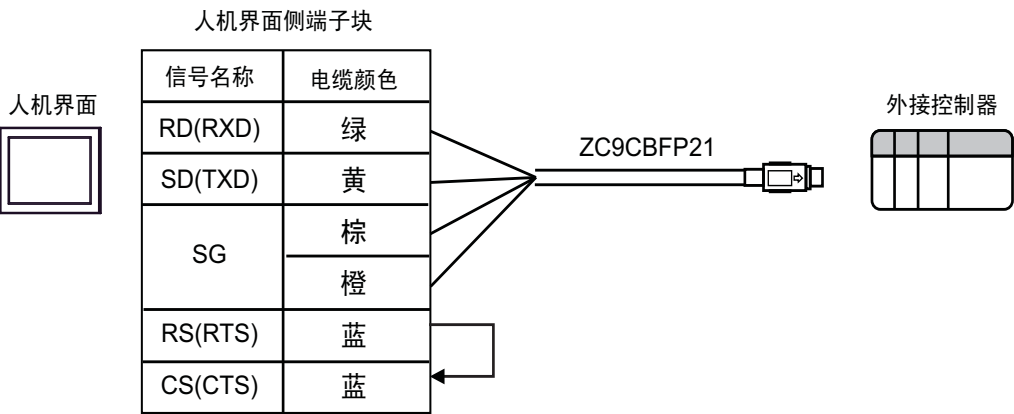 人机界面侧端子块
信号名称 电缆颜色
人机界面
外接控制器
RD(RXD) 绿
ZC9CBFP21
SD(TXD) 黄
SG
棕
橙
RS(RTS) 蓝
CS(CTS) 蓝